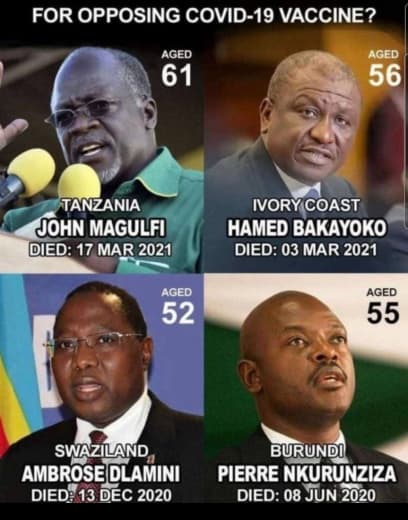 FOR OPPOSING COVID-19 VACCINE?
AGED
61
TANZANIA
JOHN MAGULFI
DIED: 17 MAR 2021
AGED
56
IVORY COAST
HAMED BAKAYOKO
DIED: 03 MAR 2021
AGED
52
SWAZILAND
AMBROSE DLAMINI
DIED: 13 DEC 2020
AGED
55
BURUNDI
PIERRE NKURUNZIZA
DIED: 08 JUN 2020